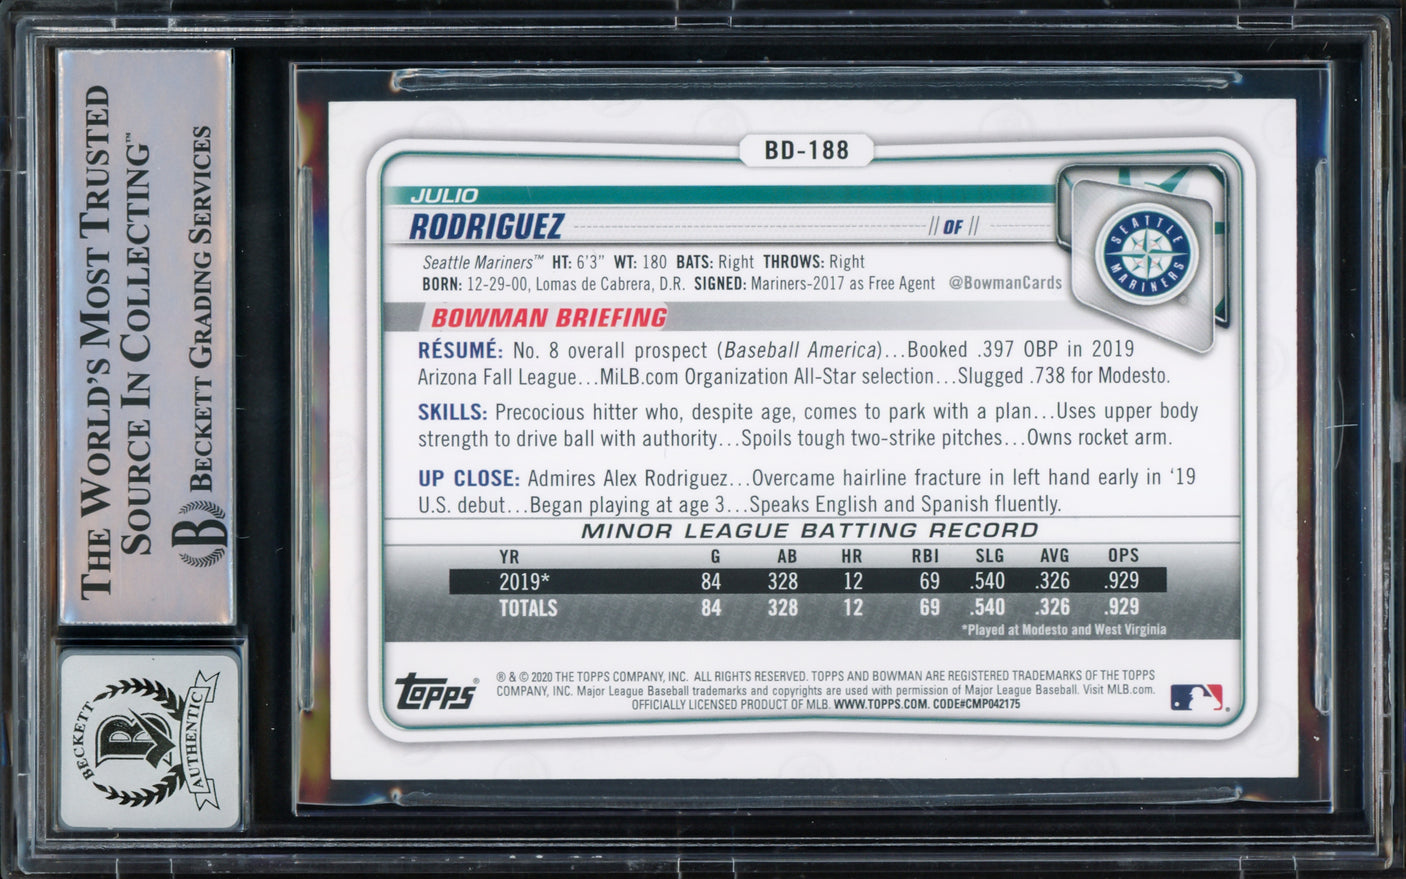 THE WORLD'S MOST TRUSTED
SOURCE IN COLLECTING™
BECKETT GRADING SERVICES
B
BECKETT
BV
AUTHENTIC
BD-188
JULIO
RODRIGUEZ
// OF //
SEATTLE
MARINERS
Seattle Mariners™ HT: 6'3" WT: 180 BATS: Right THROWS: Right
BORN: 12-29-00, Lomas de Cabrera, D.R. SIGNED: Mariners-2017 as Free Agent @BowmanCards
BOWMAN BRIEFING
RÉSUMÉ: No. 8 overall prospect (Baseball America)...Booked .397 OBP in 2019
Arizona Fall League...MiLB.com Organization All-Star selection...Slugged .738 for Modesto.
SKILLS: Precocious hitter who, despite age, comes to park with a plan...Uses upper body
strength to drive ball with authority...Spoils tough two-strike pitches...Owns rocket arm.
UP CLOSE: Admires Alex Rodriguez...Overcame hairline fracture in left hand early in '19
U.S. debut...Began playing at age 3...Speaks English and Spanish fluently.
MINOR LEAGUE BATTING RECORD
YR G AB HR RBI SLG AVG OPS
2019* 84 328 12 69 .540 .326 .929
TOTALS 84 328 12 69 .540 .326 .929
*Played at Modesto and West Virginia
Topps®
® & © 2020 THE TOPPS COMPANY, INC. ALL RIGHTS RESERVED. TOPPS AND BOWMAN ARE REGISTERED TRADEMARKS OF THE TOPPS
COMPANY, INC. Major League Baseball trademarks and copyrights are used with permission of Major League Baseball. Visit MLB.com.
OFFICIALLY LICENSED PRODUCT OF MLB. WWW.TOPPS.COM. CODE#CMP042175